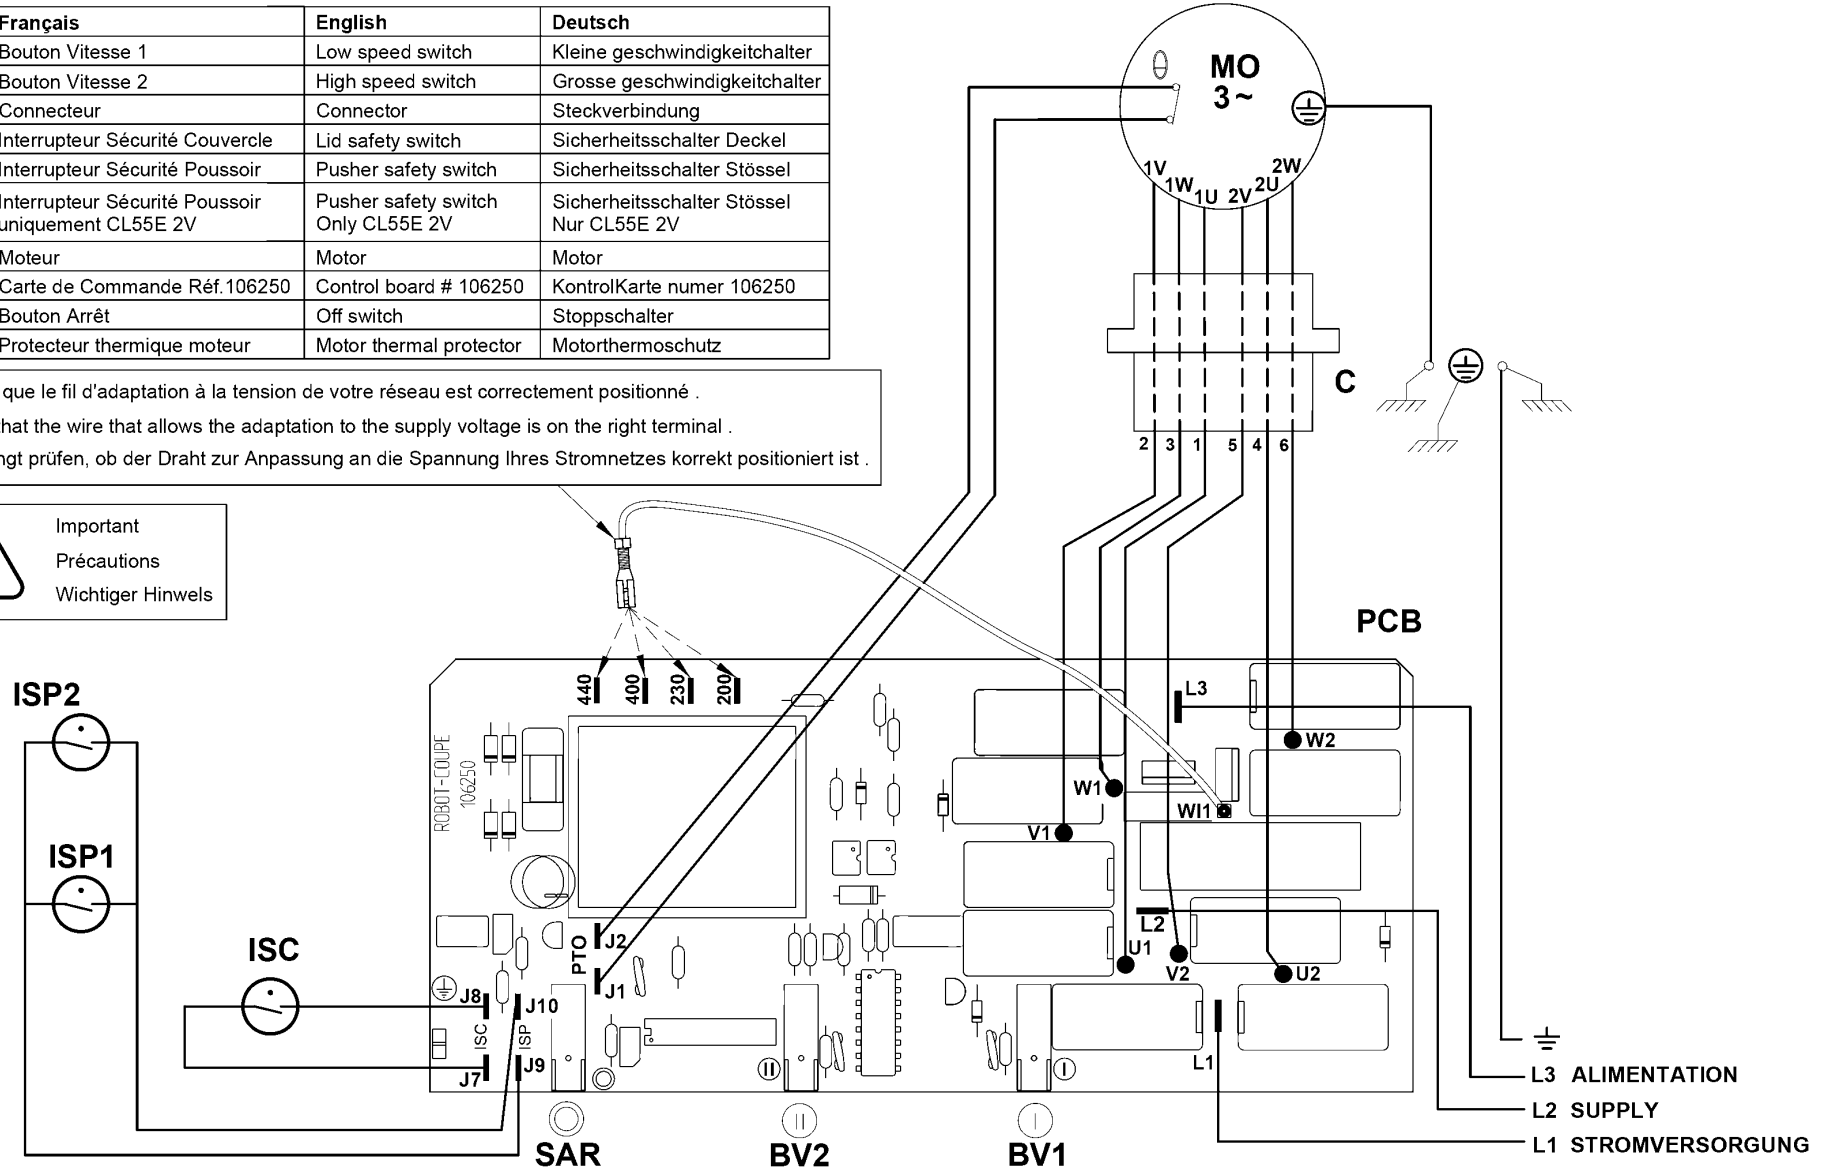 Français English Deutsch
Bouton Vitesse 1 Low speed switch Kleine geschwindigkeitchalter
Bouton Vitesse 2 High speed switch Grosse geschwindigkeitchalter
Connecteur Connector Steckverbindung
Interrupteur Sécurité Couvercle Lid safety switch Sicherheitsschalter Deckel
Interrupteur Sécurité Poussoir Pusher safety switch Sicherheitsschalter Stössel
Interrupteur Sécurité Poussoir Pusher safety switch Sicherheitsschalter Stössel
uniquement CL55E 2V Only CL55E 2V Nur CL55E 2V
Moteur Motor Motor
Carte de Commande Réf.106250 Control board # 106250 KontrolKarte numer 106250
Bouton Arrêt Off switch Stoppschalter
Protecteur thermique moteur Motor thermal protector Motorthermoschutz
que le fil d'adaptation à la tension de votre réseau est correctement positionné .
hat the wire that allows the adaptation to the supply voltage is on the right terminal .
ngt prüfen, ob der Draht zur Anpassung an die Spannung Ihres Stromnetzes korrekt positioniert ist .
Important
Précautions
Wichtiger Hinwels
MO
3~
1V 1W 1U 2V 2U 2W
C
2 3 1 5 4 6
PCB
ISP2
440 400 230 200
L3
W2
ROBOT-COUPE
106250
W1
WI1
V1
ISP1
L2
ISC
PTO
J2
U1
V2
U2
J1
J8
J10
ISC
ISP
J7
J9
L1
II
I
L3 ALIMENTATION
L2 SUPPLY
L1 STROMVERSORGUNG
II
I
SAR
BV2
BV1